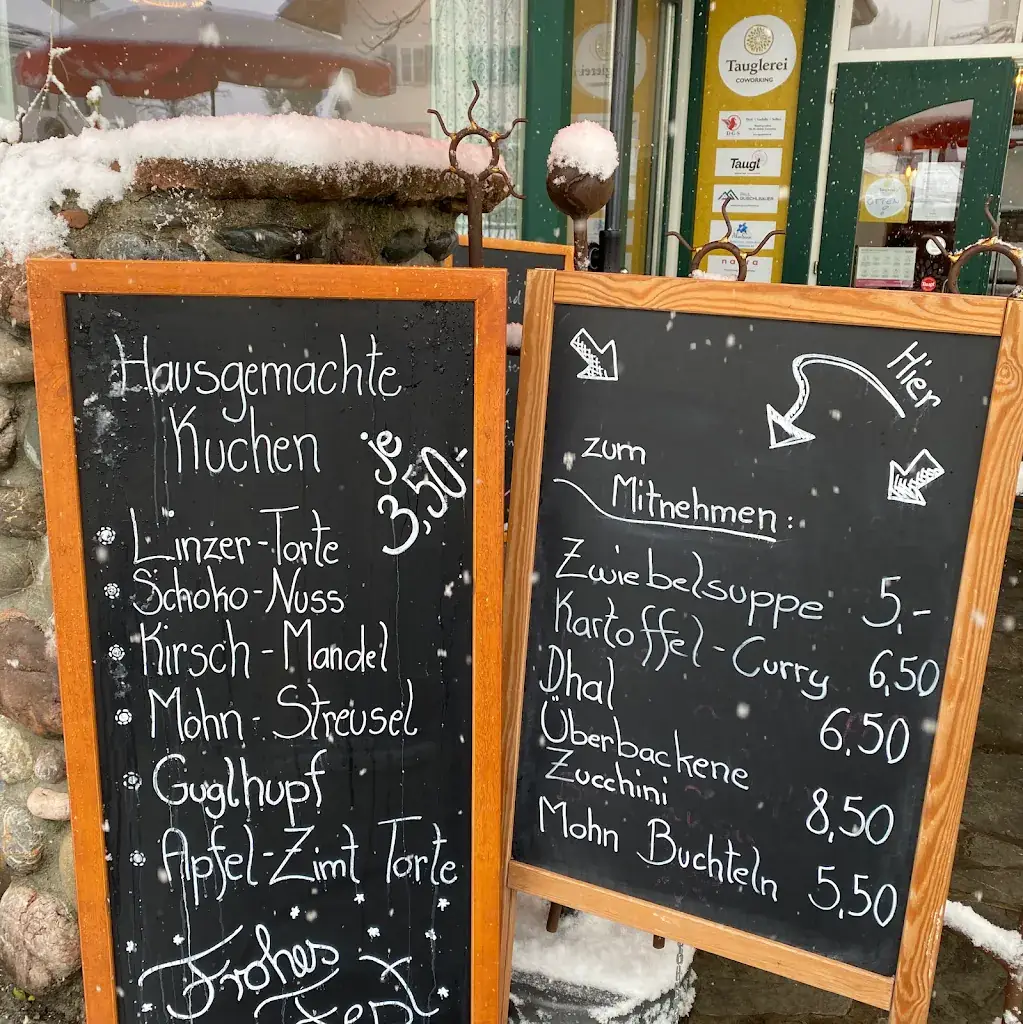 Tauglerei
COWORKING
Taugl
Hausgemachte
Kuchen
je
3,50-
Linzer-Torte
Schoko-Nuss
Kirsch-Mandel
Mohn-Streusel
Guglhupf
Apfel-Zimt Torte
Frohes
Fest
Hier
zum
Mitnehmen:
Zwiebelsuppe 5,-
Kartoffel-Curry 6,50
Dhal 6,50
Überbackene
Zucchini 8,50
Mohn Buchteln 5,50